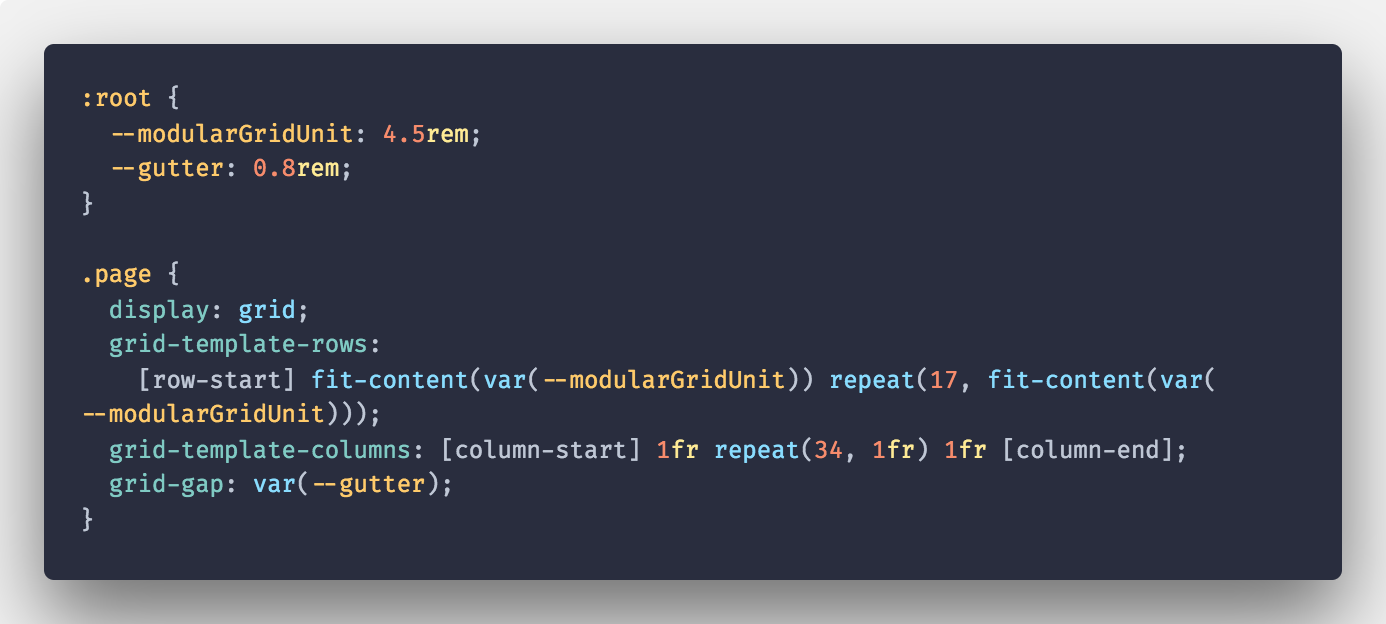 :root {
  --modularGridUnit: 4.5rem;
  --gutter: 0.8rem;
}

.page {
  display: grid;
  grid-template-rows:
    [row-start] fit-content(var(--modularGridUnit)) repeat(17, fit-content(var(
--modularGridUnit)));
  grid-template-columns: [column-start] 1fr repeat(34, 1fr) 1fr [column-end];
  grid-gap: var(--gutter);
}